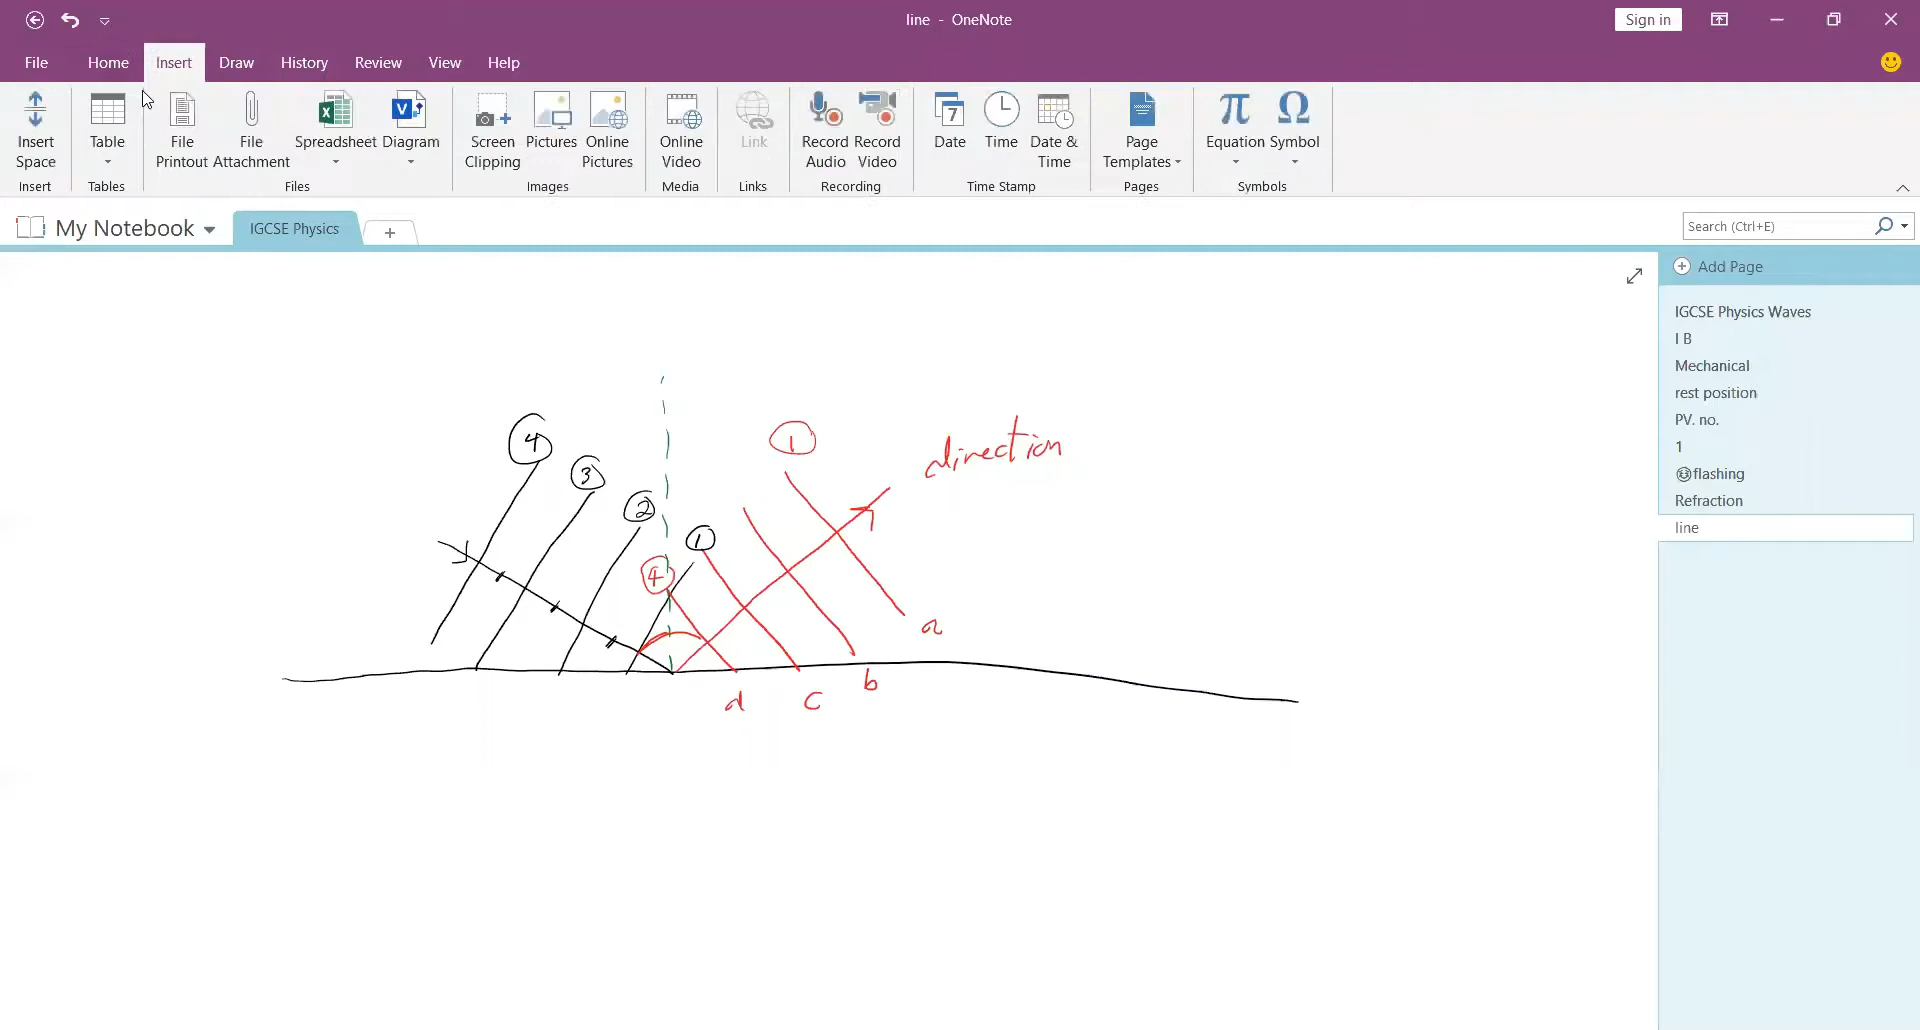 line - OneNote
Sign in
File Home Insert Draw History Review View Help
Insert Space
Table
File Printout
File Attachment
Spreadsheet
Diagram
Screen Clipping
Pictures
Online Pictures
Online Video
Link
Record Audio
Record Video
7
Date
Time
Date & Time
Page Templates
π
Equation
Ω
Symbol
Insert Tables Files Images Media Links Recording Time Stamp Pages Symbols
My Notebook
IGCSE Physics
+
Search (Ctrl+E)
Add Page
IGCSE Physics Waves
I B
Mechanical
rest position
PV. no.
1
flashing
Refraction
line
④
③
②
①
④
①
direction
a
b
c
d